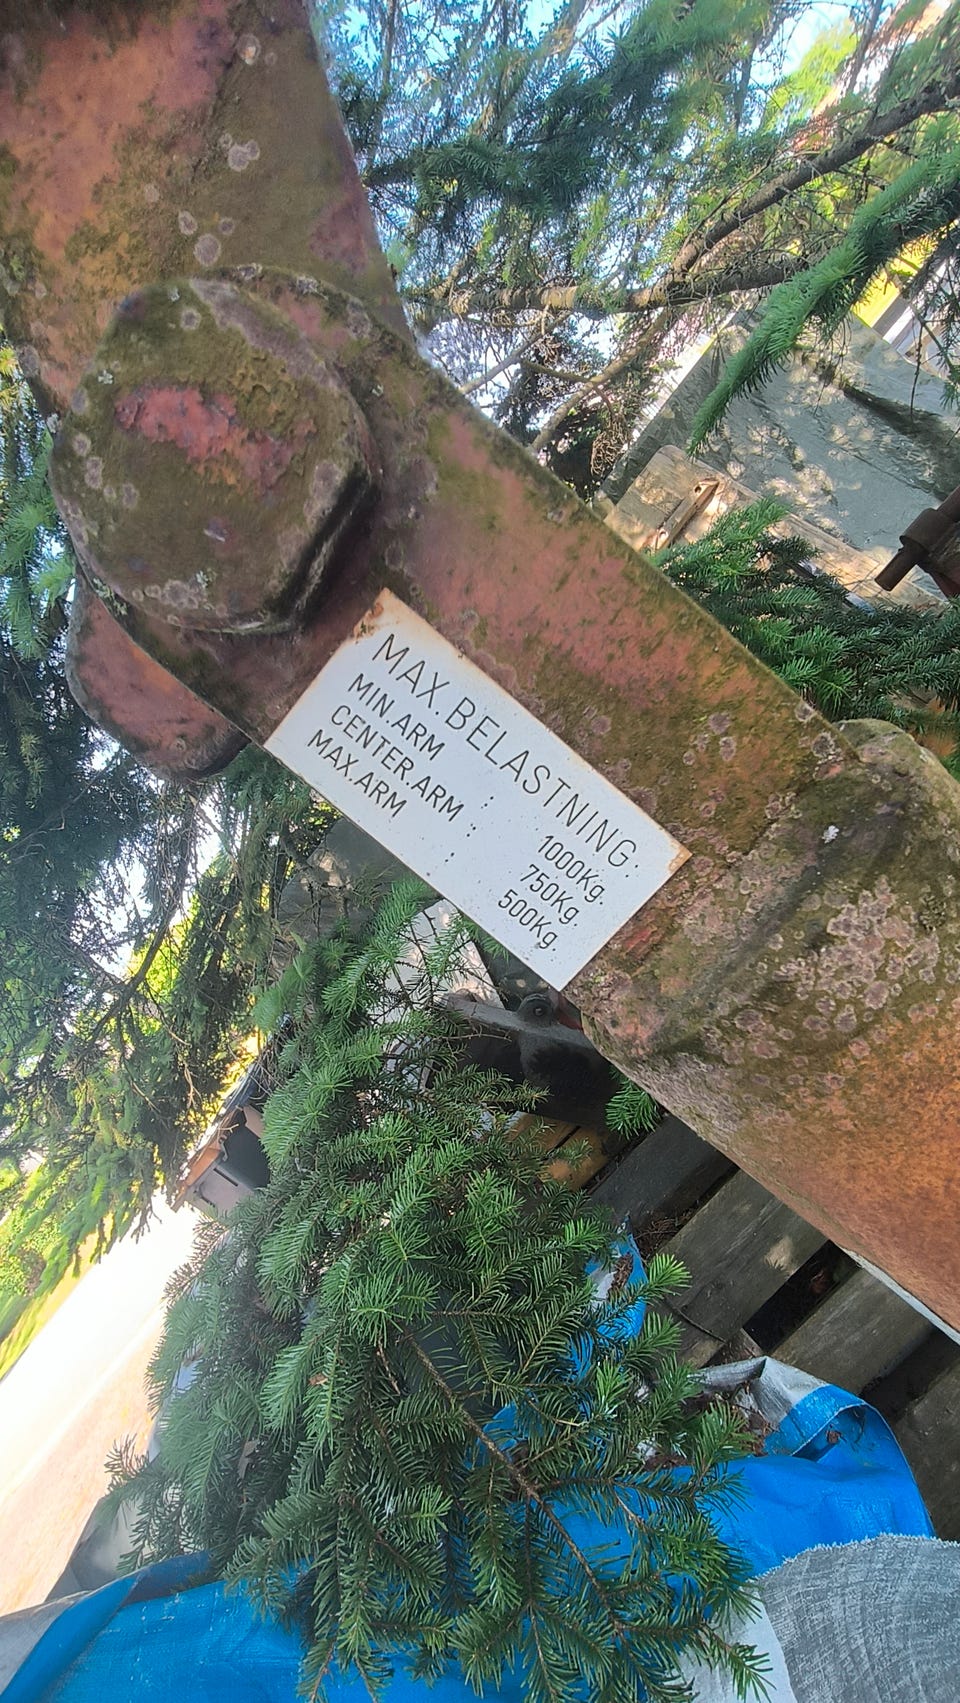 MAX.BELASTNING:
MIN.ARM : 1000Kg.
CENTER.ARM : 750Kg.
MAX.ARM : 500Kg.